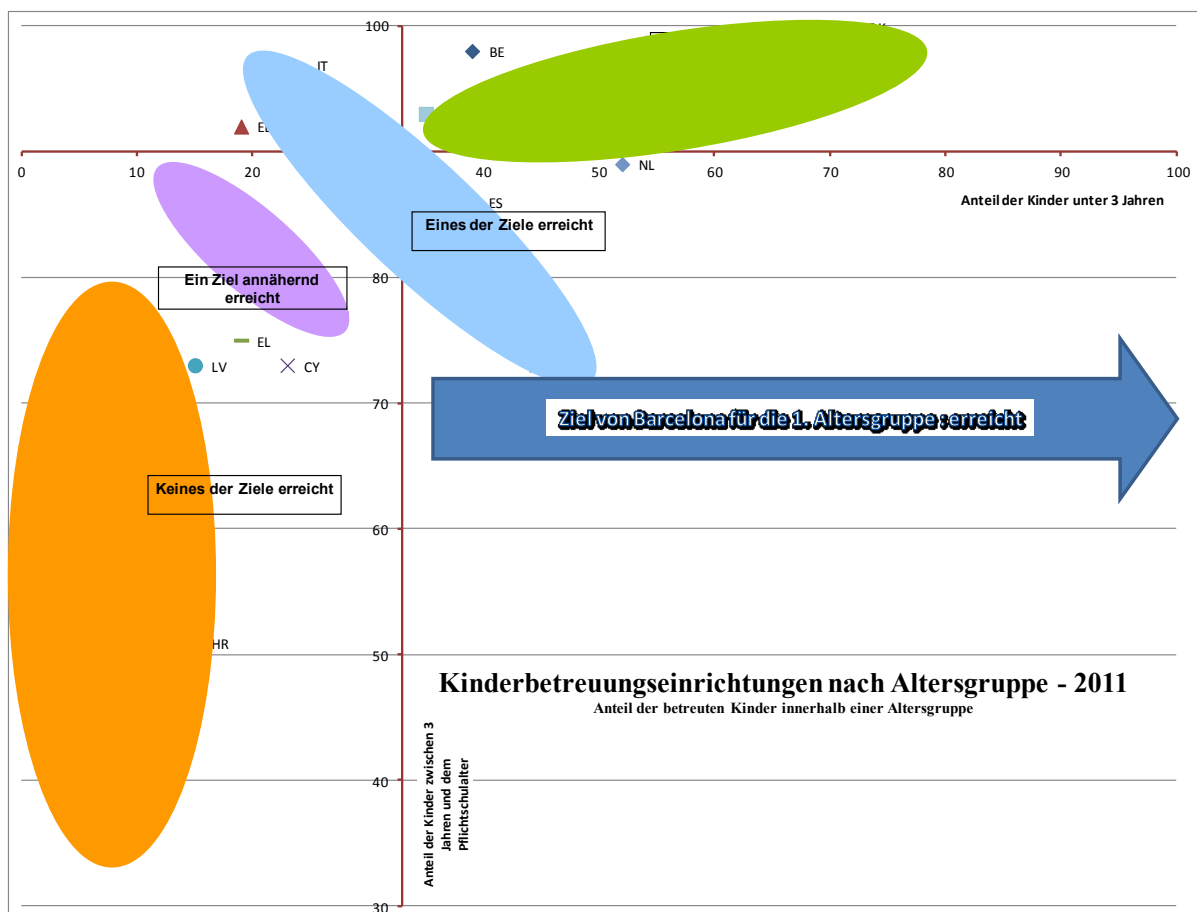 100
BE
IT
NL
0
10
20
40
50
60
70
80
90
100
Anteil der Kinder unter 3 Jahren
ES
Eines der Ziele erreicht
80
Ein Ziel annähernd
erreicht
EL
LV
CY
70
Ziel von Barcelona für die 1. Altersgruppe : erreicht
Keines der Ziele erreicht
60
HR
50
Kinderbetreuungseinrichtungen nach Altersgruppe - 2011
Anteil der betreuten Kinder innerhalb einer Altersgruppe
Anteil der Kinder zwischen 3
Jahren und dem
Pflichtschulalter
40
30